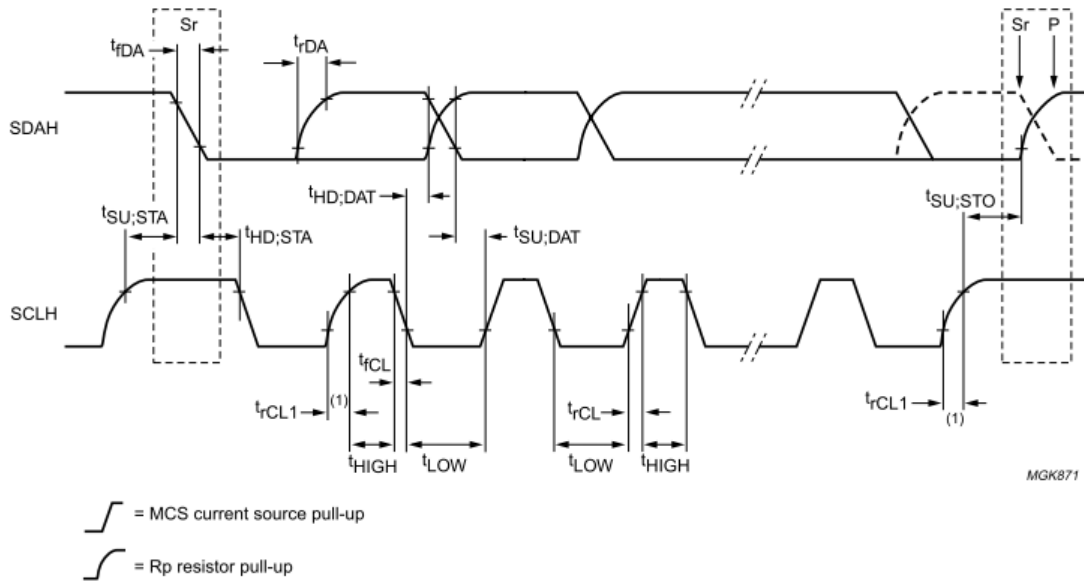 Sr
Sr P
tfDA
trDA
SDAH
tHD;DAT
tSU;STA
tHD;STA
tSU;DAT
tSU;STO
SCLH
tfCL
trCL1 (1)
trCL
trCL1 (1)
tHIGH
tLOW
tLOW
tHIGH
MGK871
= MCS current source pull-up
= Rp resistor pull-up